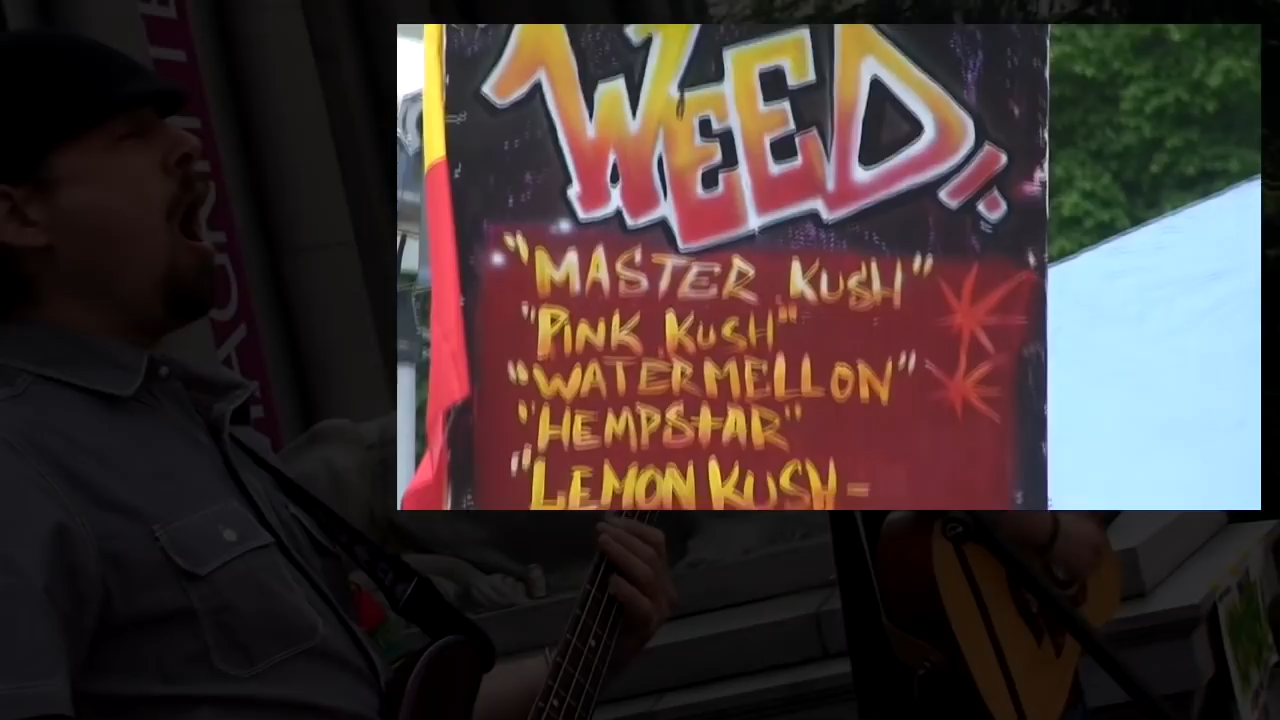 WEED!
"MASTER KUSH"
"PINK KUSH"
"WATERMELLON"
"HEMPSTAR"
"LEMON KUSH-